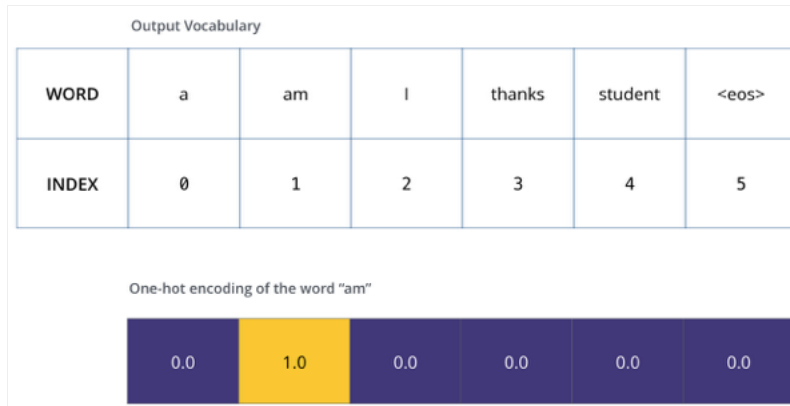 Output Vocabulary
WORD a am I thanks student <eos>
INDEX 0 1 2 3 4 5
One-hot encoding of the word “am”
0.0 1.0 0.0 0.0 0.0 0.0